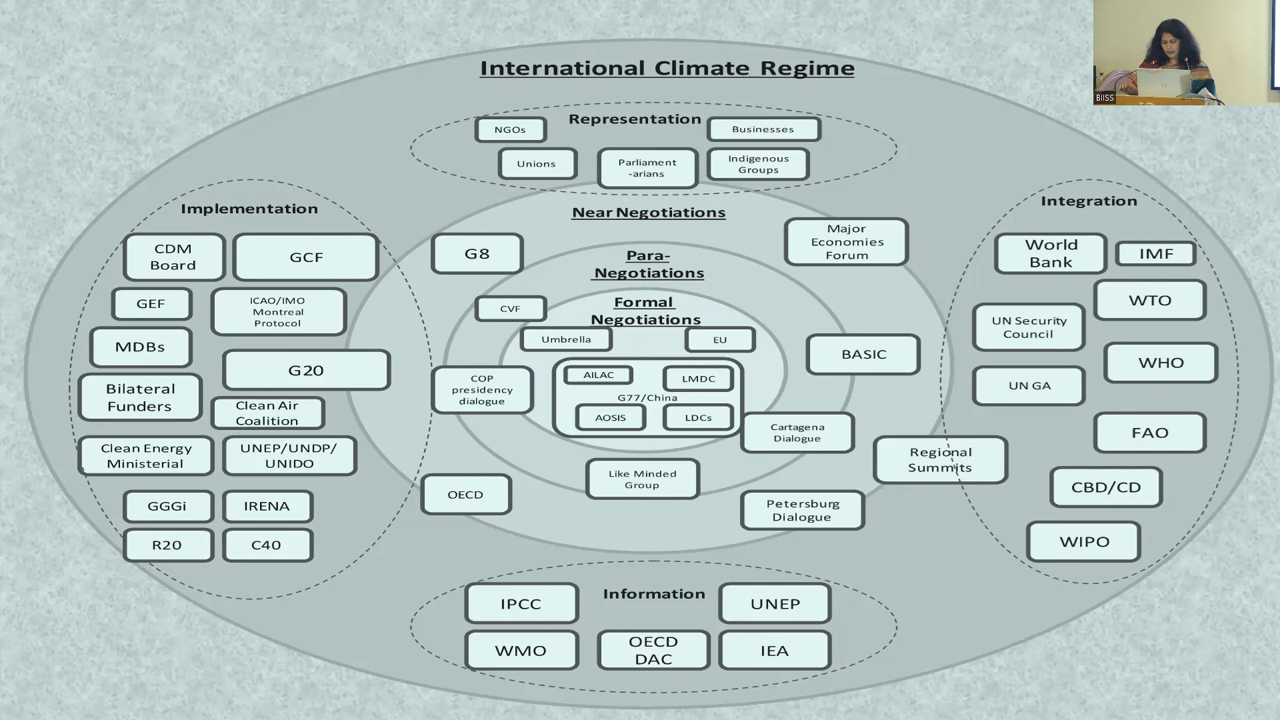 International Climate Regime
BIISS
Representation
NGOs
Businesses
Unions
Parliament
-arians
Indigenous
Groups
Implementation
CDM
Board
GCF
GEF
ICAO/IMO
Montreal
Protocol
MDBs
G20
Bilateral
Funders
Clean Air
Coalition
Clean Energy
Ministerial
UNEP/UNDP/
UNIDO
GGGi
IRENA
R20
C40
Near Negotiations
G8
Major
Economies
Forum
Para-
Negotiations
CVF
Formal
Negotiations
Umbrella
EU
BASIC
COP
presidency
dialogue
AILAC
LMDC
G77/China
AOSIS
LDCs
Cartagena
Dialogue
Like Minded
Group
OECD
Petersburg
Dialogue
Regional
Summits
Integration
World
Bank
IMF
WTO
UN Security
Council
WHO
UN GA
FAO
CBD/CD
WIPO
Information
IPCC
UNEP
WMO
OECD
DAC
IEA